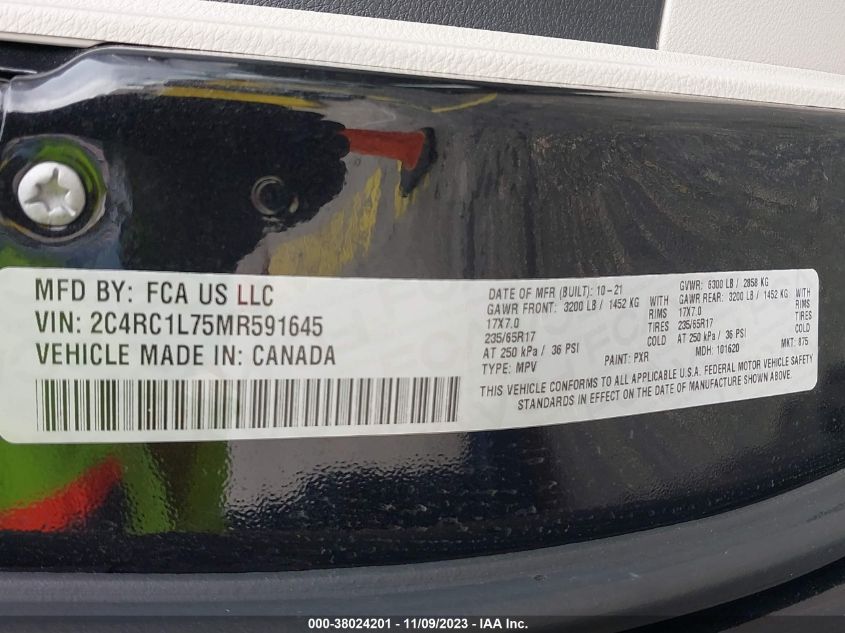 MFD BY: FCA US LLC
VIN: 2C4RC1L75MR591645
VEHICLE MADE IN: CANADA
DATE OF MFR (BUILT): 10-21
GAWR FRONT: 3200 LB / 1452 KG WITH
17X7.0 RIMS
235/65R17 TIRES
AT 250 kPa / 36 PSI COLD
TYPE: MPV PAINT: PXR
GVWR: 6300 LB / 2858 KG
GAWR REAR: 3200 LB / 1452 KG WITH
17X7.0 RIMS
235/65R17 TIRES
AT 250 kPa / 36 PSI COLD
MDH: 101620 MKT: 875
THIS VEHICLE CONFORMS TO ALL APPLICABLE U.S.A. FEDERAL MOTOR VEHICLE SAFETY
STANDARDS IN EFFECT ON THE DATE OF MANUFACTURE SHOWN ABOVE.
000-38024201 - 11/09/2023 - IAA Inc.